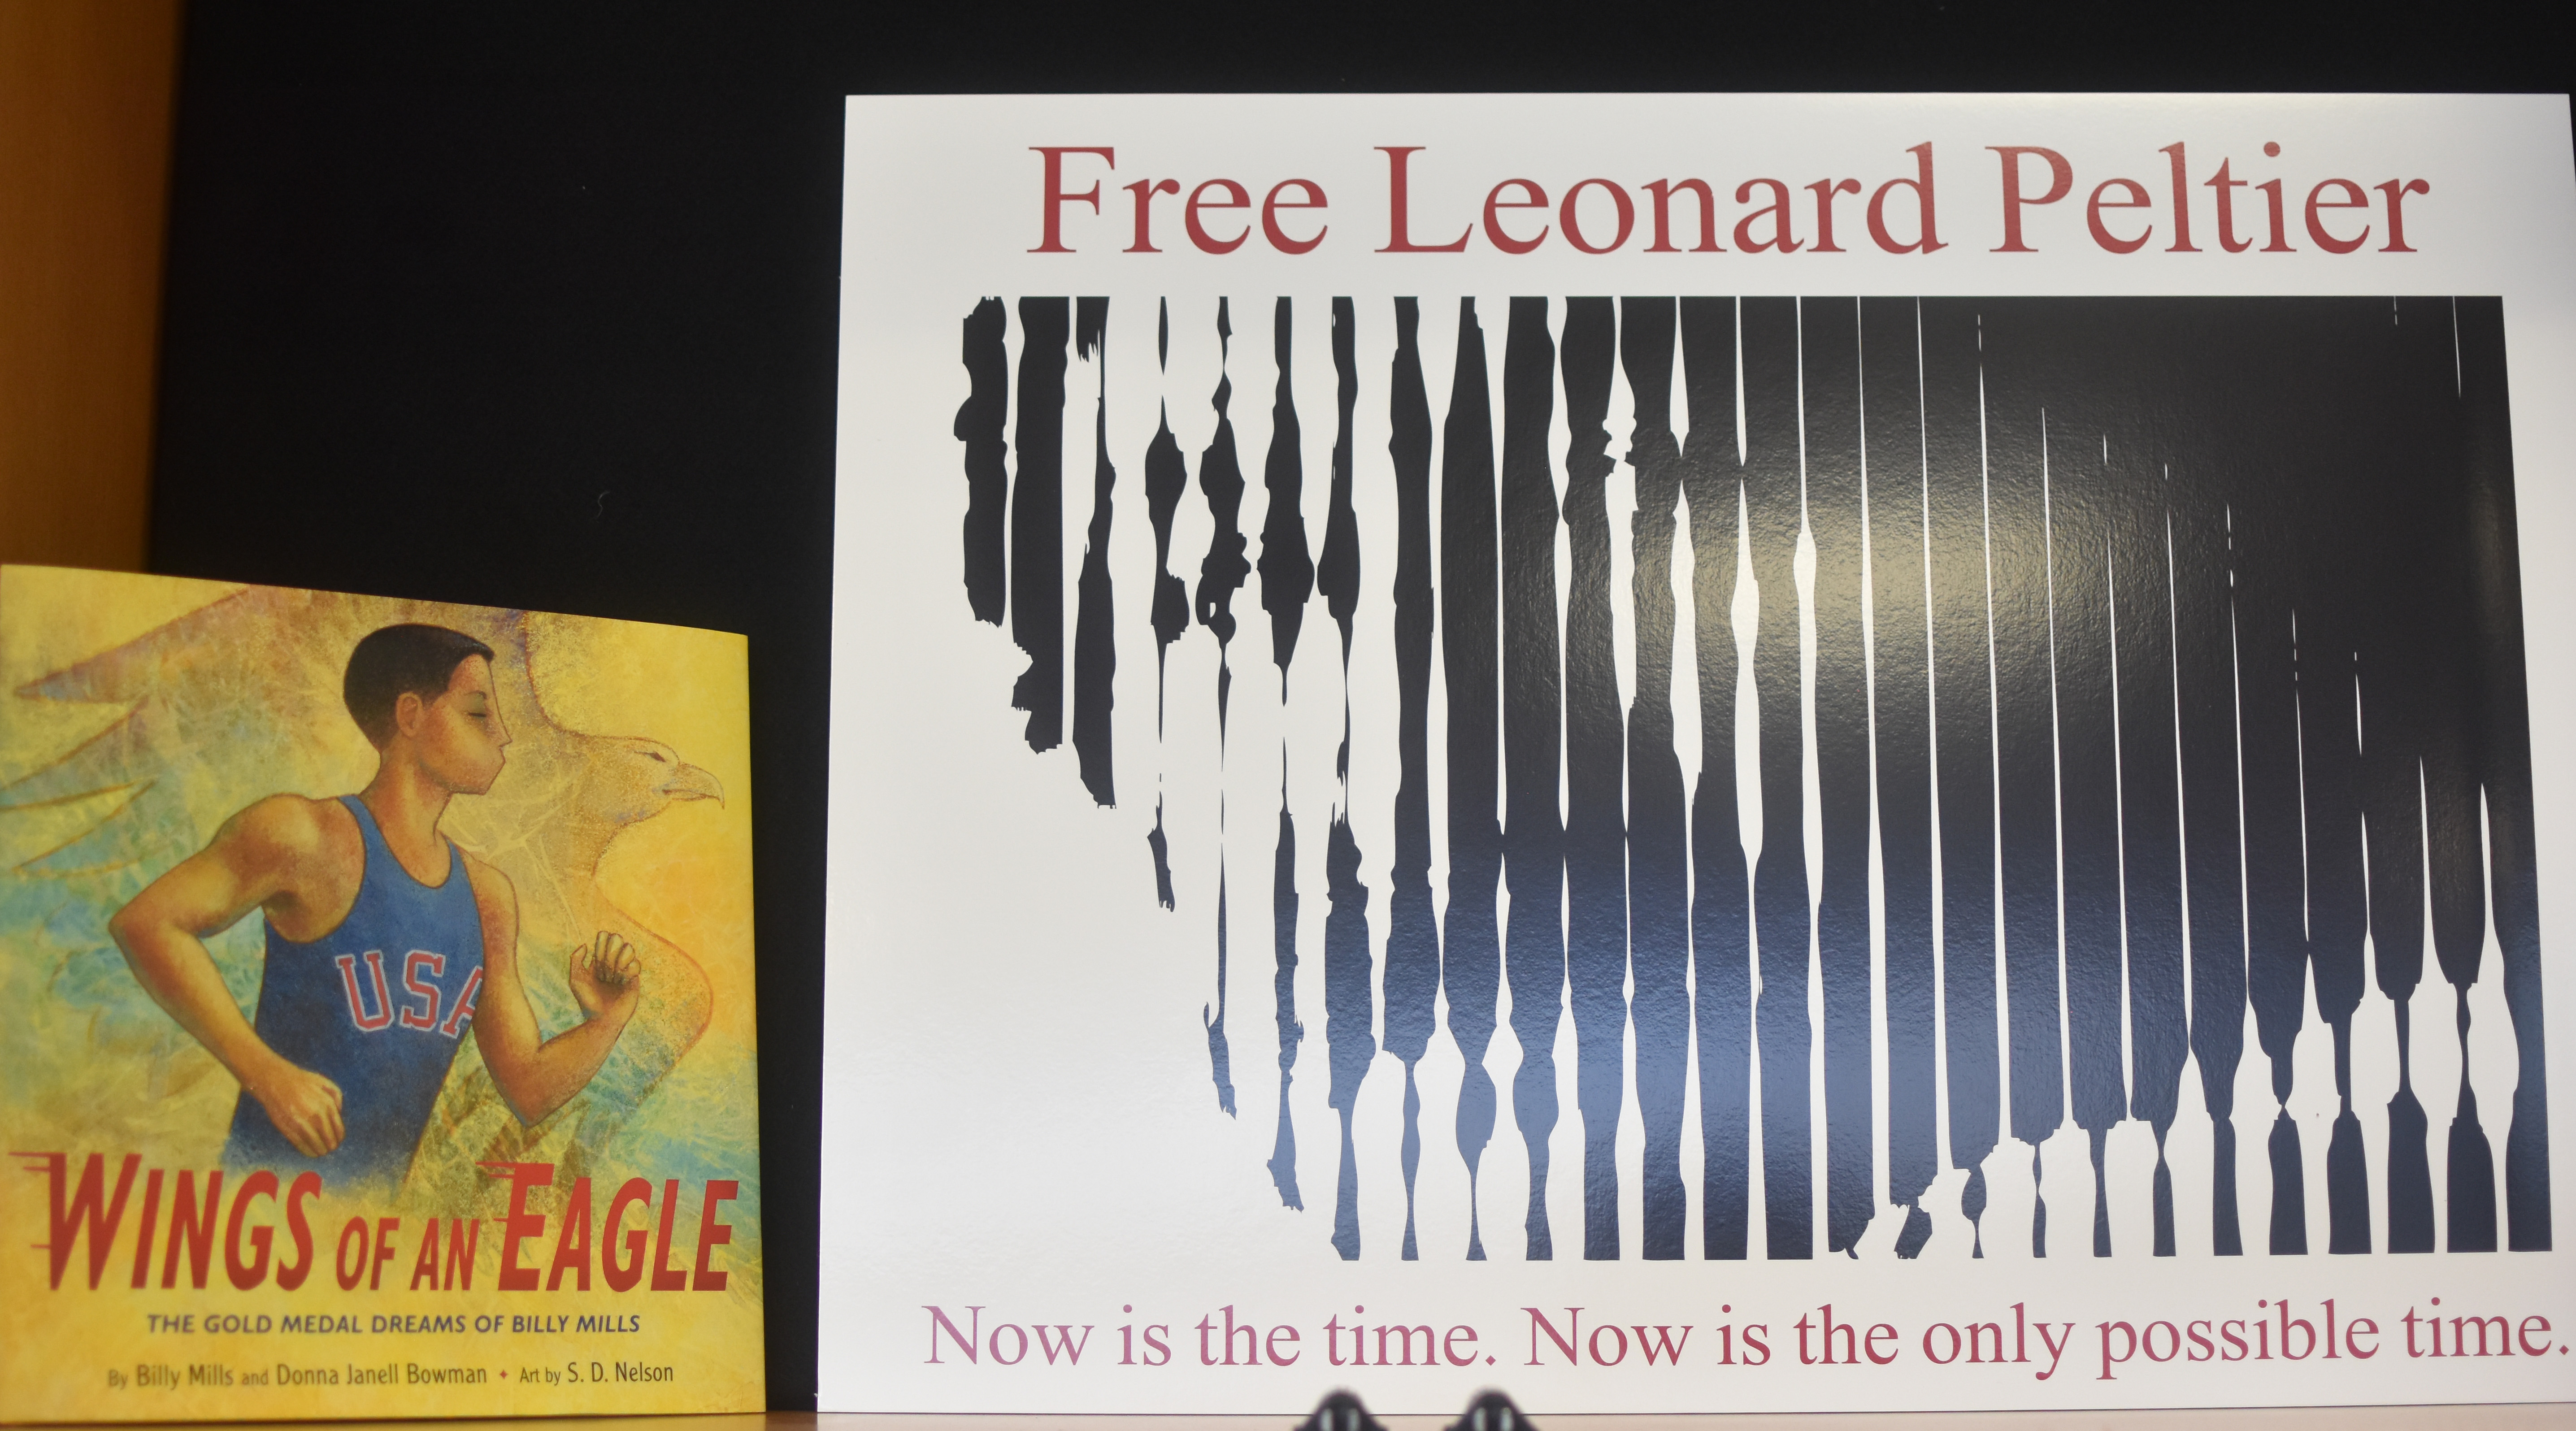 USA
WINGS OF AN EAGLE
THE GOLD MEDAL DREAMS OF BILLY MILLS
By Billy Mills and Donna Janell Bowman ✦ Art by S. D. Nelson
Free Leonard Peltier
Now is the time. Now is the only possible time.